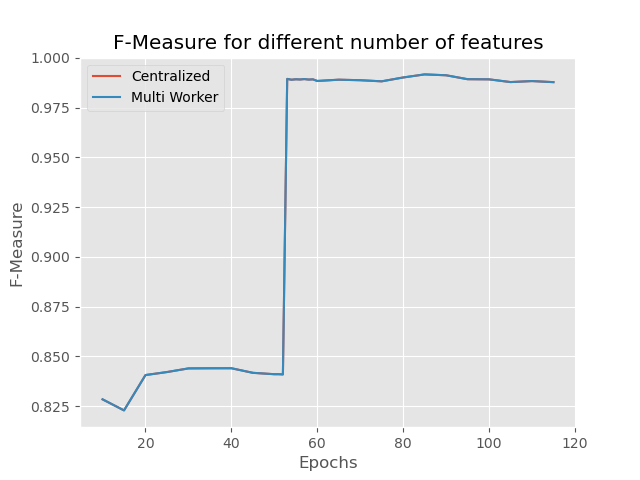 F-Measure for different number of features
Centralized
Multi Worker
F-Measure
1.000
0.975
0.950
0.925
0.900
0.875
0.850
0.825
20 40 60 80 100 120
Epochs